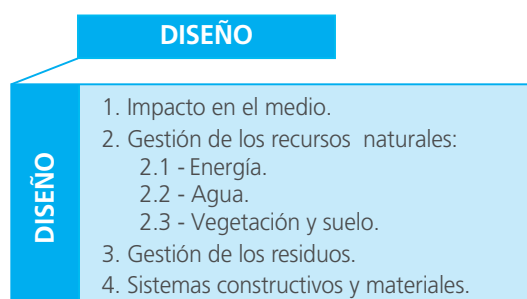 DISEÑO
DISEÑO
1. Impacto en el medio.
2. Gestión de los recursos naturales:
2.1 - Energía.
2.2 - Agua.
2.3 - Vegetación y suelo.
3. Gestión de los residuos.
4. Sistemas constructivos y materiales.